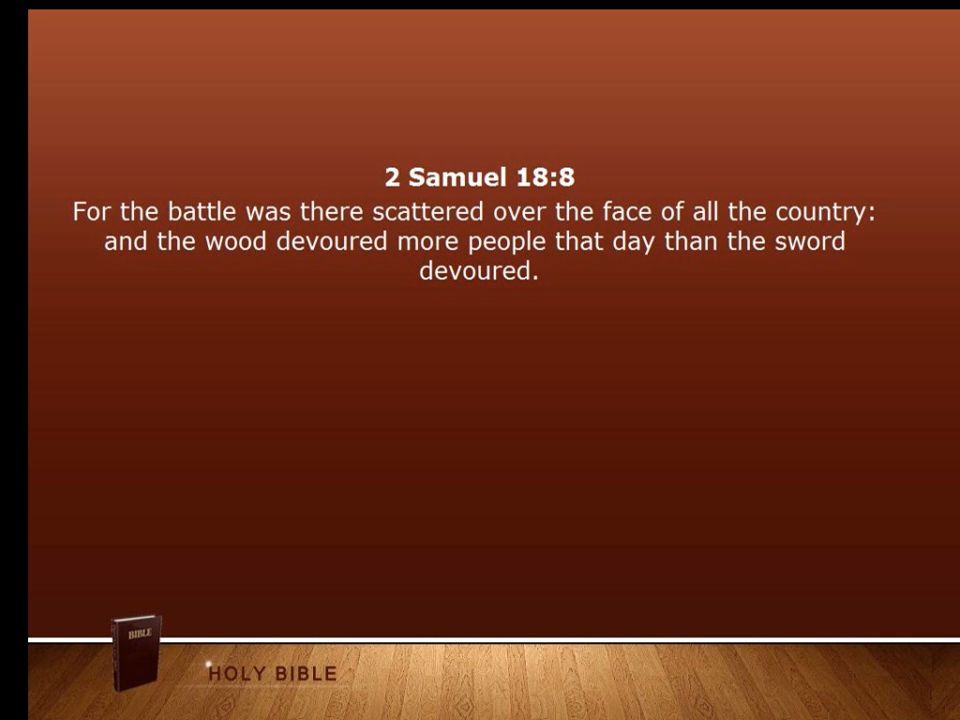 2 Samuel 18:8
For the battle was there scattered over the face of all the country:
and the wood devoured more people that day than the sword
devoured.
BIBLE
HOLY BIBLE